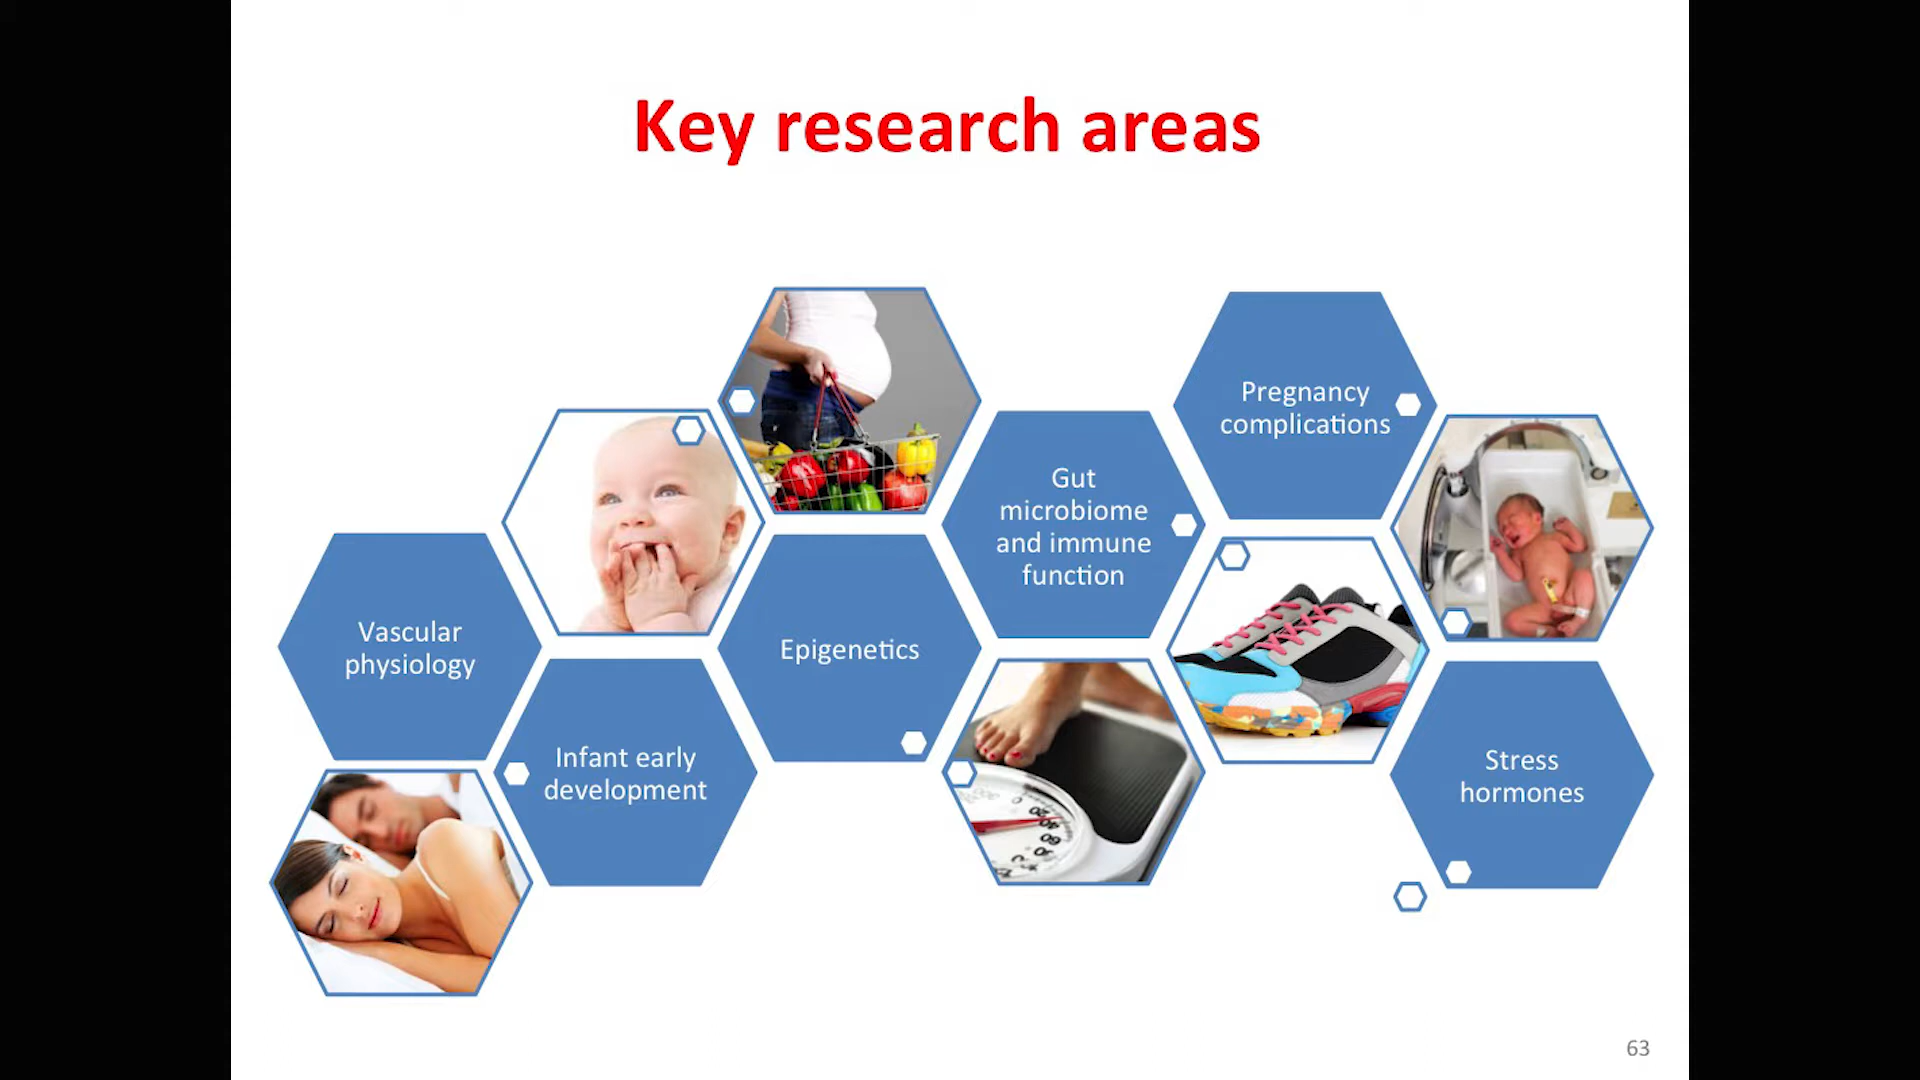 Key research areas
Vascular
physiology
Infant early
development
Epigenetics
Gut
microbiome
and immune
function
Pregnancy
complications
Stress
hormones
63